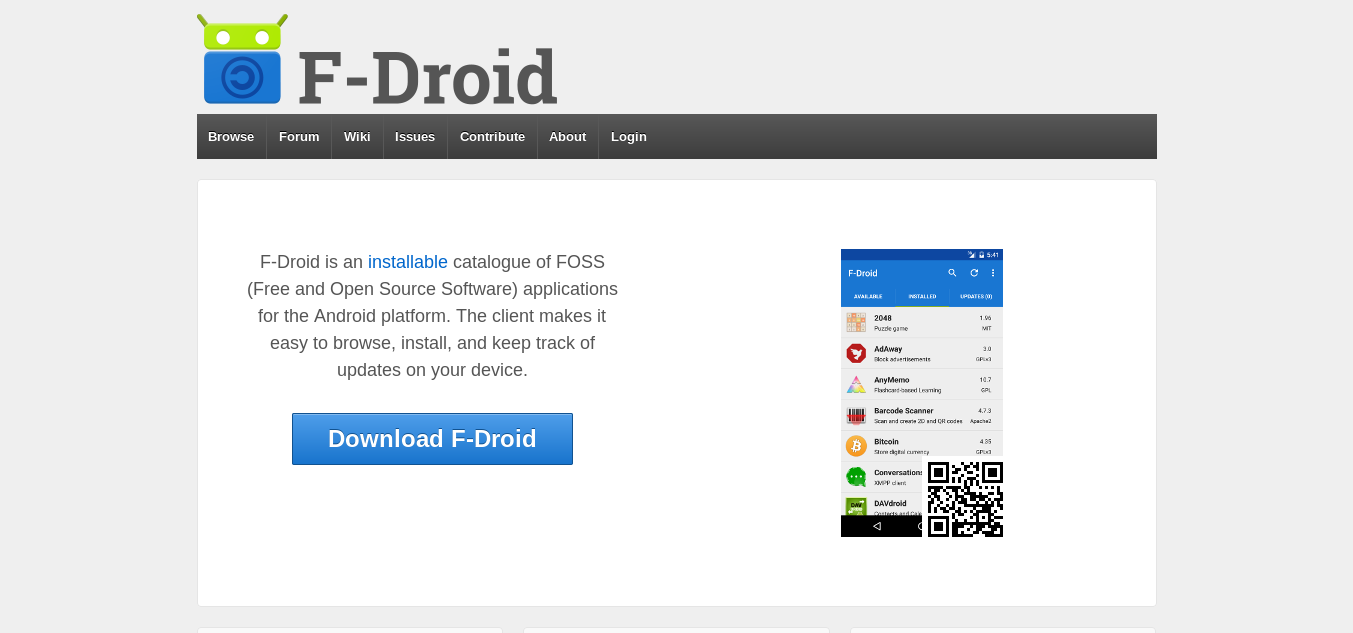 F-Droid
Browse Forum Wiki Issues Contribute About Login
F-Droid is an installable catalogue of FOSS
(Free and Open Source Software) applications
for the Android platform. The client makes it
easy to browse, install, and keep track of
updates on your device.
Download F-Droid
5:41
F-Droid
AVAILABLE INSTALLED UPDATES (0)
2048 1.96
Puzzle game MIT
AdAway 3.0
Block advertisements GPLv3
AnyMemo 10.7
Flashcard-based Learning GPL
Barcode Scanner 4.7.3
Scan and create 2D and QR codes Apache2
Bitcoin 4.35
Store digital currency GPLv3
Conversations
XMPP client
DAVdroid
Contacts and